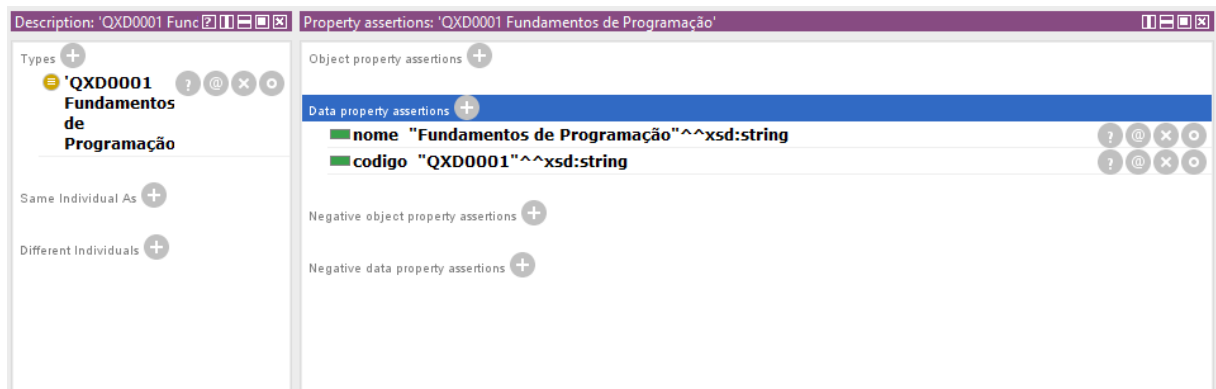 Description: 'QXD0001 Func
Types
'QXD0001
Fundamentos
de
Programação
Same Individual As
Different Individuals
Property assertions: 'QXD0001 Fundamentos de Programação'
Object property assertions
Data property assertions
nome "Fundamentos de Programação"^^xsd:string
codigo "QXD0001"^^xsd:string
Negative object property assertions
Negative data property assertions